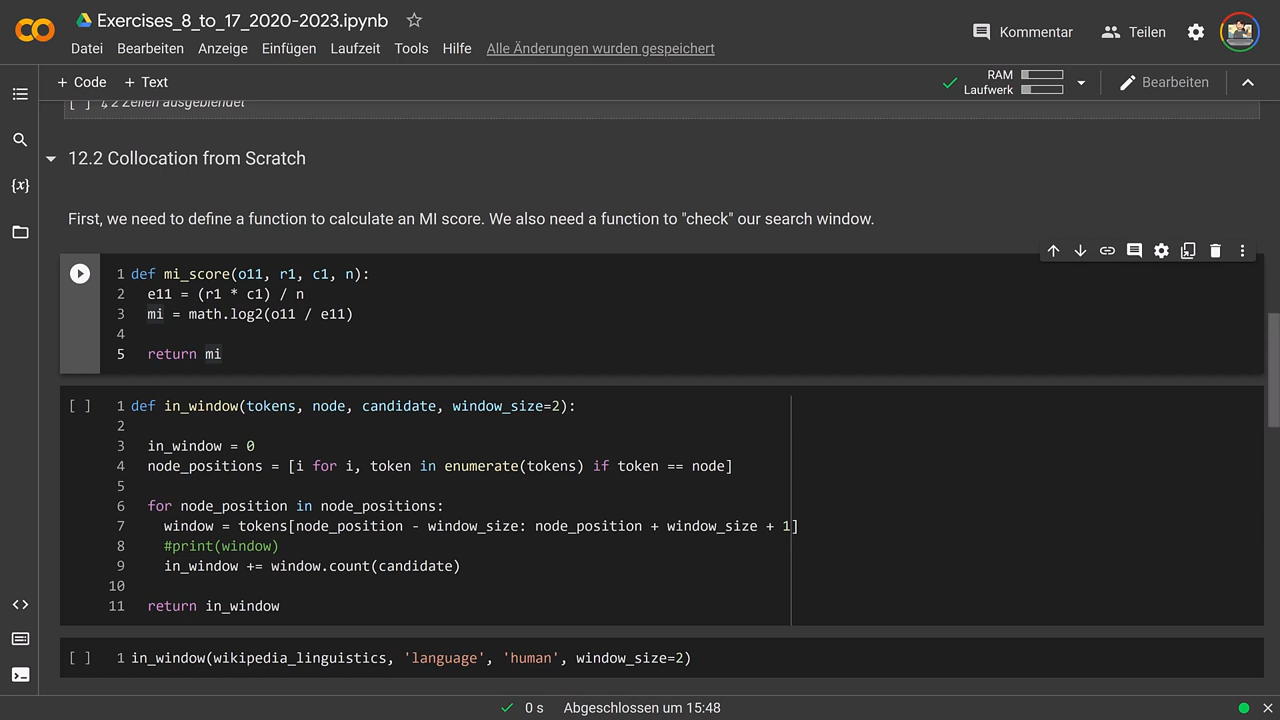 Exercises_8_to_17_2020-2023.ipynb
Datei Bearbeiten Anzeige Einfügen Laufzeit Tools Hilfe Alle Änderungen wurden gespeichert
Kommentar Teilen
+ Code + Text
RAM
Laufwerk
Bearbeiten
[ ] ↳ 2 Zeilen ausgeblendet
12.2 Collocation from Scratch
First, we need to define a function to calculate an MI score. We also need a function to "check" our search window.
1 def mi_score(o11, r1, c1, n):
2 e11 = (r1 * c1) / n
3 mi = math.log2(o11 / e11)
4
5 return mi
[ ] 1 def in_window(tokens, node, candidate, window_size=2):
2
3 in_window = 0
4 node_positions = [i for i, token in enumerate(tokens) if token == node]
5
6 for node_position in node_positions:
7 window = tokens[node_position - window_size: node_position + window_size + 1]
8 #print(window)
9 in_window += window.count(candidate)
10
11 return in_window
[ ] 1 in_window(wikipedia_linguistics, 'language', 'human', window_size=2)
0 s Abgeschlossen um 15:48